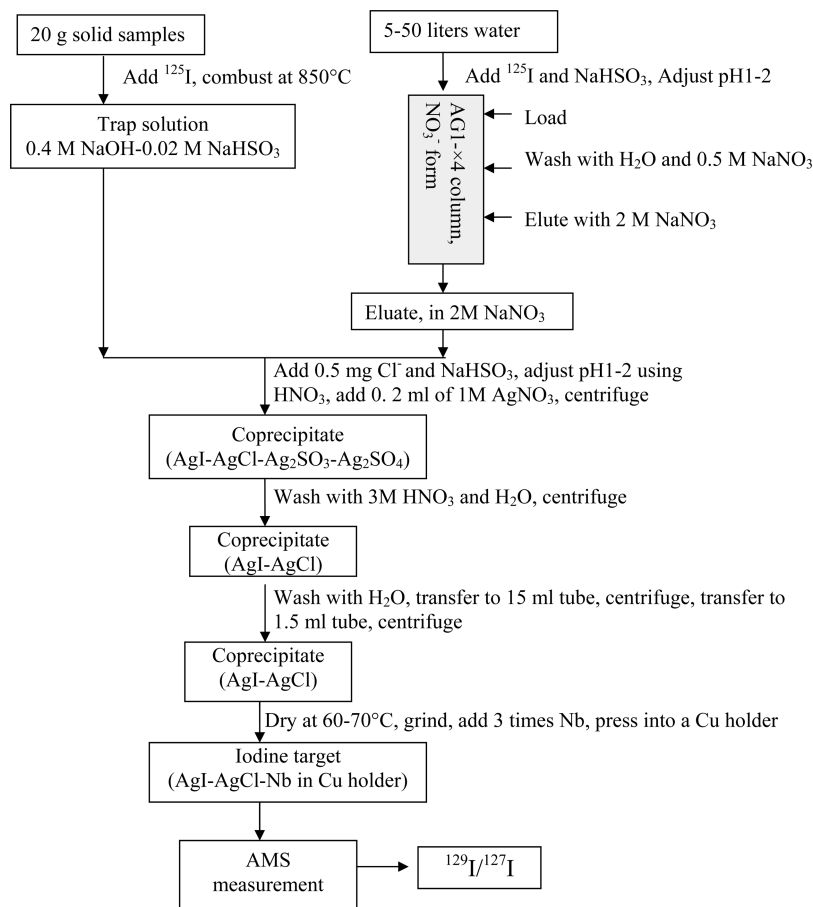 20 g solid samples
5-50 liters water
Add ¹²⁵I, combust at 850°C
Add ¹²⁵I and NaHSO₃, Adjust pH1-2
Trap solution
0.4 M NaOH-0.02 M NaHSO₃
AG1-×4 column,
NO₃⁻ form
Load
Wash with H₂O and 0.5 M NaNO₃
Elute with 2 M NaNO₃
Eluate, in 2M NaNO₃
Add 0.5 mg Cl⁻ and NaHSO₃, adjust pH1-2 using
HNO₃, add 0. 2 ml of 1M AgNO₃, centrifuge
Coprecipitate
(AgI-AgCl-Ag₂SO₃-Ag₂SO₄)
Wash with 3M HNO₃ and H₂O, centrifuge
Coprecipitate
(AgI-AgCl)
Wash with H₂O, transfer to 15 ml tube, centrifuge, transfer to
1.5 ml tube, centrifuge
Coprecipitate
(AgI-AgCl)
Dry at 60-70°C, grind, add 3 times Nb, press into a Cu holder
Iodine target
(AgI-AgCl-Nb in Cu holder)
AMS
measurement
¹²⁹I/¹²⁷I